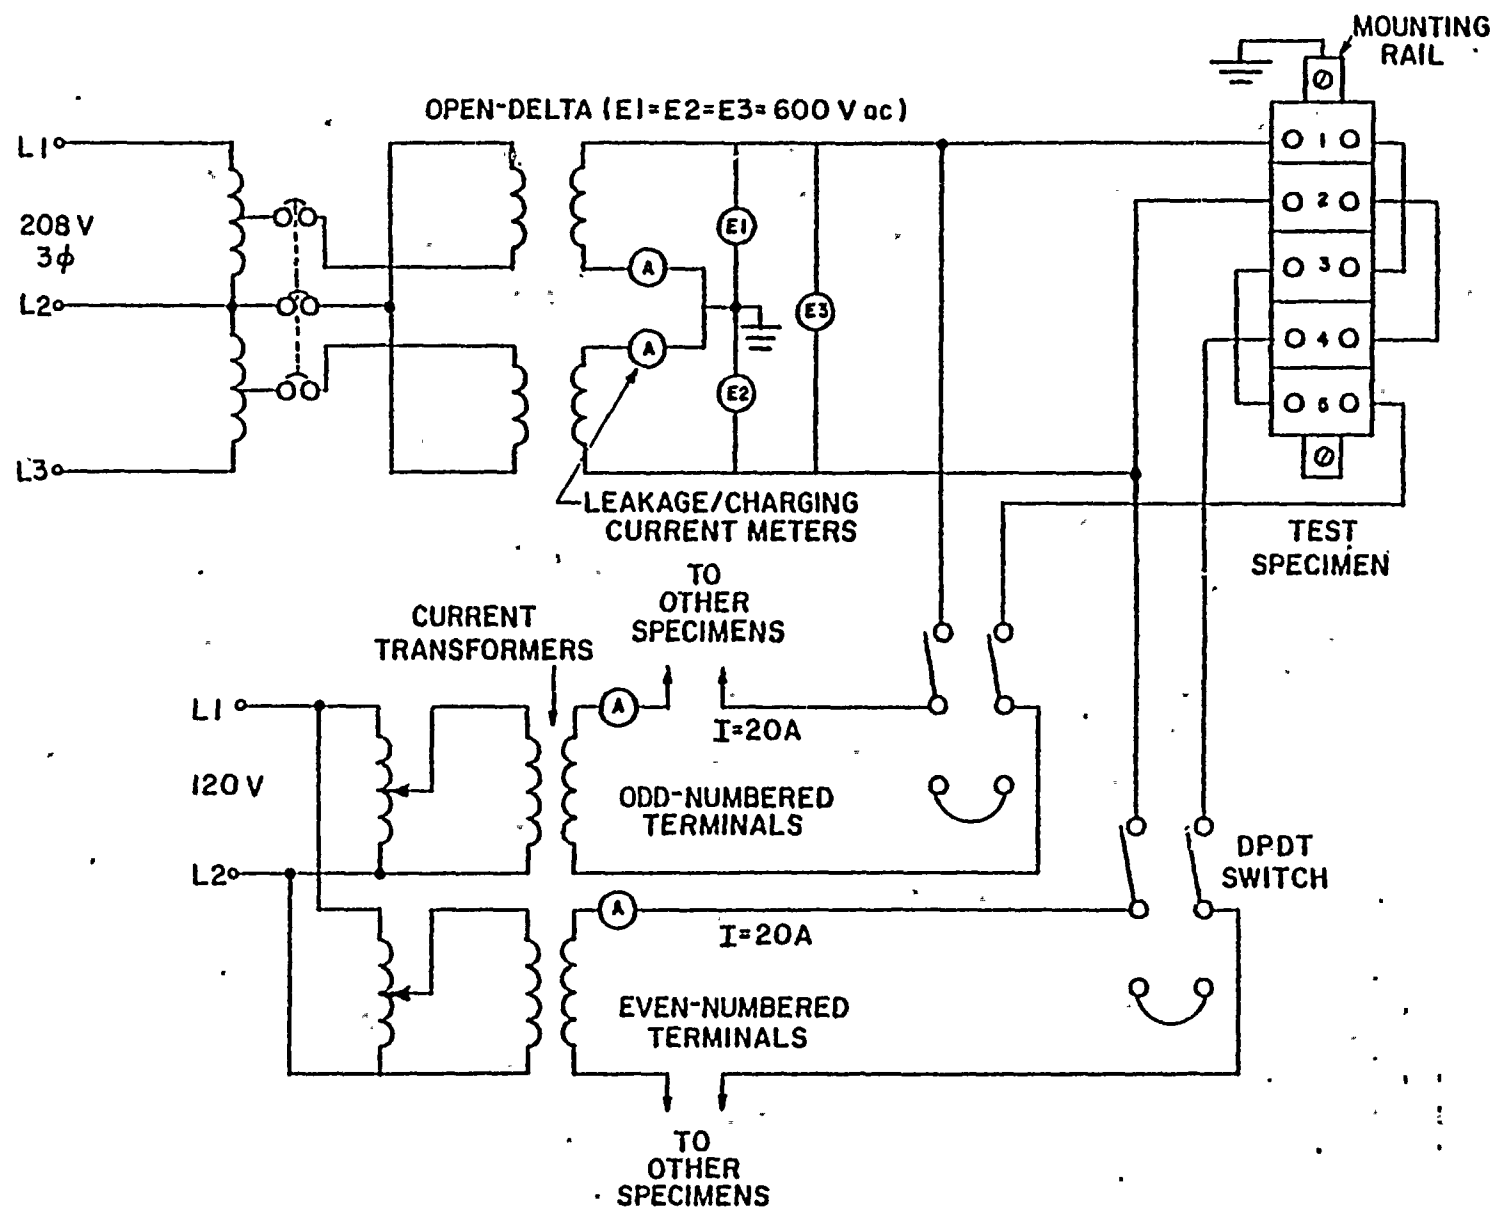 MOUNTING
RAIL
OPEN-DELTA (E1=E2=E3=600 V ac)
L1
208 V
3ϕ
L2
L3
A
A
E1
E2
E3
1
2
3
4
5
LEAKAGE/CHARGING
CURRENT METERS
TEST
SPECIMEN
TO
OTHER
SPECIMENS
CURRENT
TRANSFORMERS
L1
120 V
L2
A
I=20A
ODD-NUMBERED
TERMINALS
DPDT
SWITCH
A
I=20A
EVEN-NUMBERED
TERMINALS
TO
OTHER
SPECIMENS